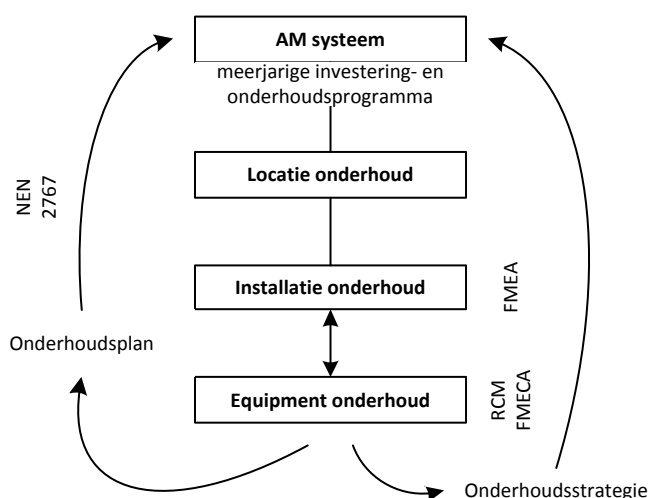 AM systeem
meerjarige investering- en
onderhoudsprogramma
Locatie onderhoud
NEN
2767
Installatie onderhoud
FMEA
Onderhoudsplan
Equipment onderhoud
RCM
FMECA
Onderhoudsstrategie